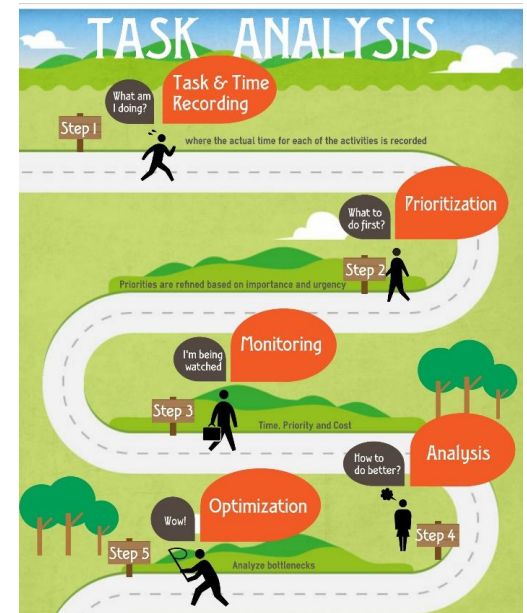 TASK ANALYSIS
What am
I doing?
Task & Time
Recording
Step 1
where the actual time for each of the activities is recorded
What to
do first?
Prioritization
Step 2
Priorities are refined based on importance and urgency
I'm being
watched
Monitoring
Step 3
Time, Priority and Cost
How to
do better?
Analysis
Step 4
Wow!
Optimization
Step 5
Analyze bottlenecks